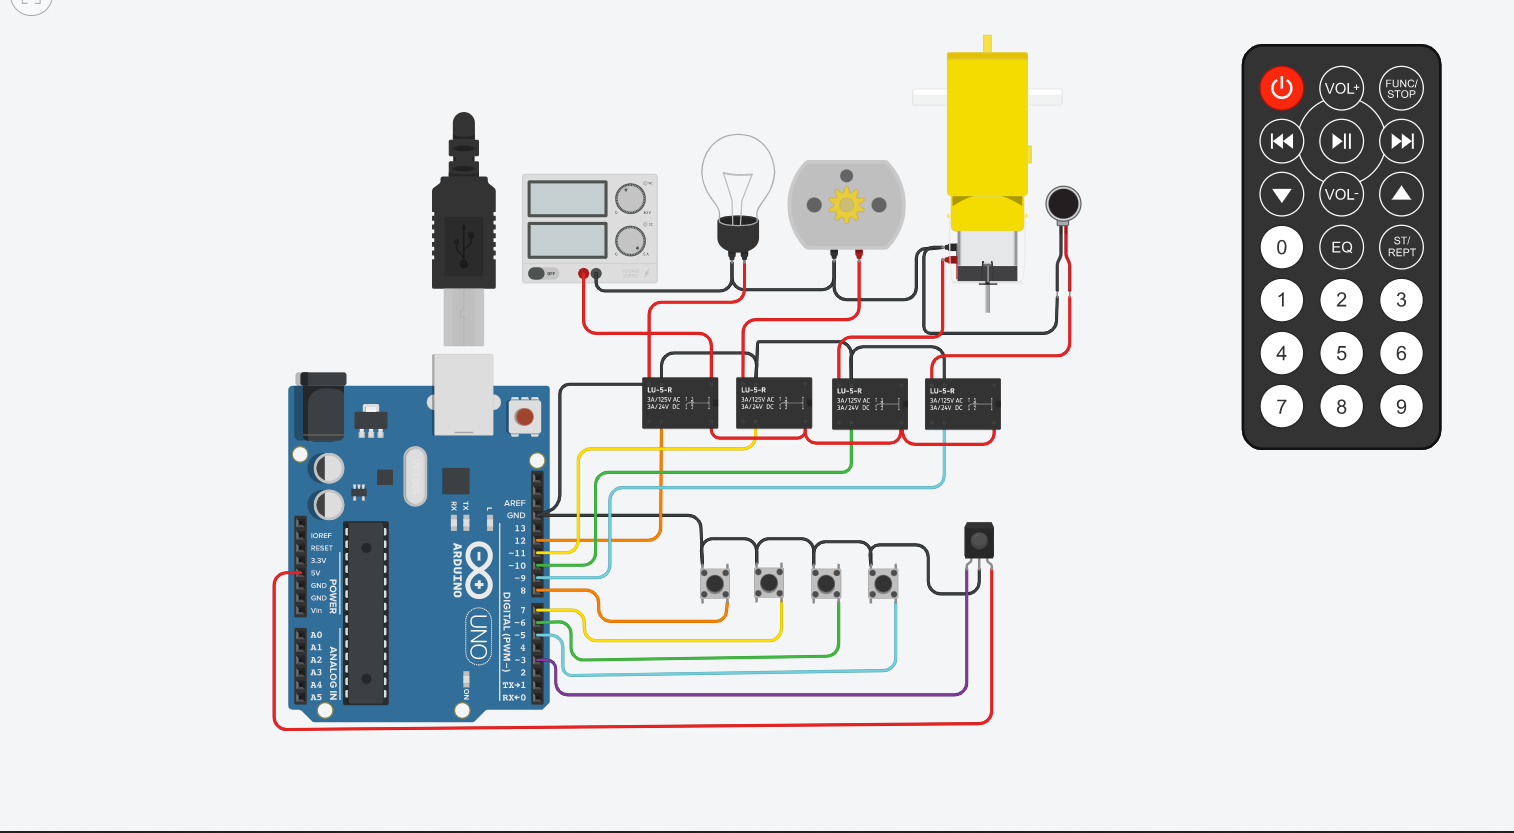 VOL+
FUNC/
STOP
VOL-
0
EQ
ST/
REPT
1
2
3
4
5
6
7
8
9
OFF
LU-5-R
3A/125V AC
3A/24V DC
LU-5-R
3A/125V AC
3A/24V DC
LU-5-R
3A/125V AC
3A/24V DC
LU-5-R
3A/125V AC
3A/24V DC
RX
TX
L
AREF
GND
13
12
~11
~10
~9
8
7
~6
~5
4
~3
2
TX→1
RX←0
DIGITAL (PWM~)
ARDUINO
UNO
ON
IOREF
RESET
3.3V
5V
GND
GND
Vin
POWER
A0
A1
A2
A3
A4
A5
ANALOG IN